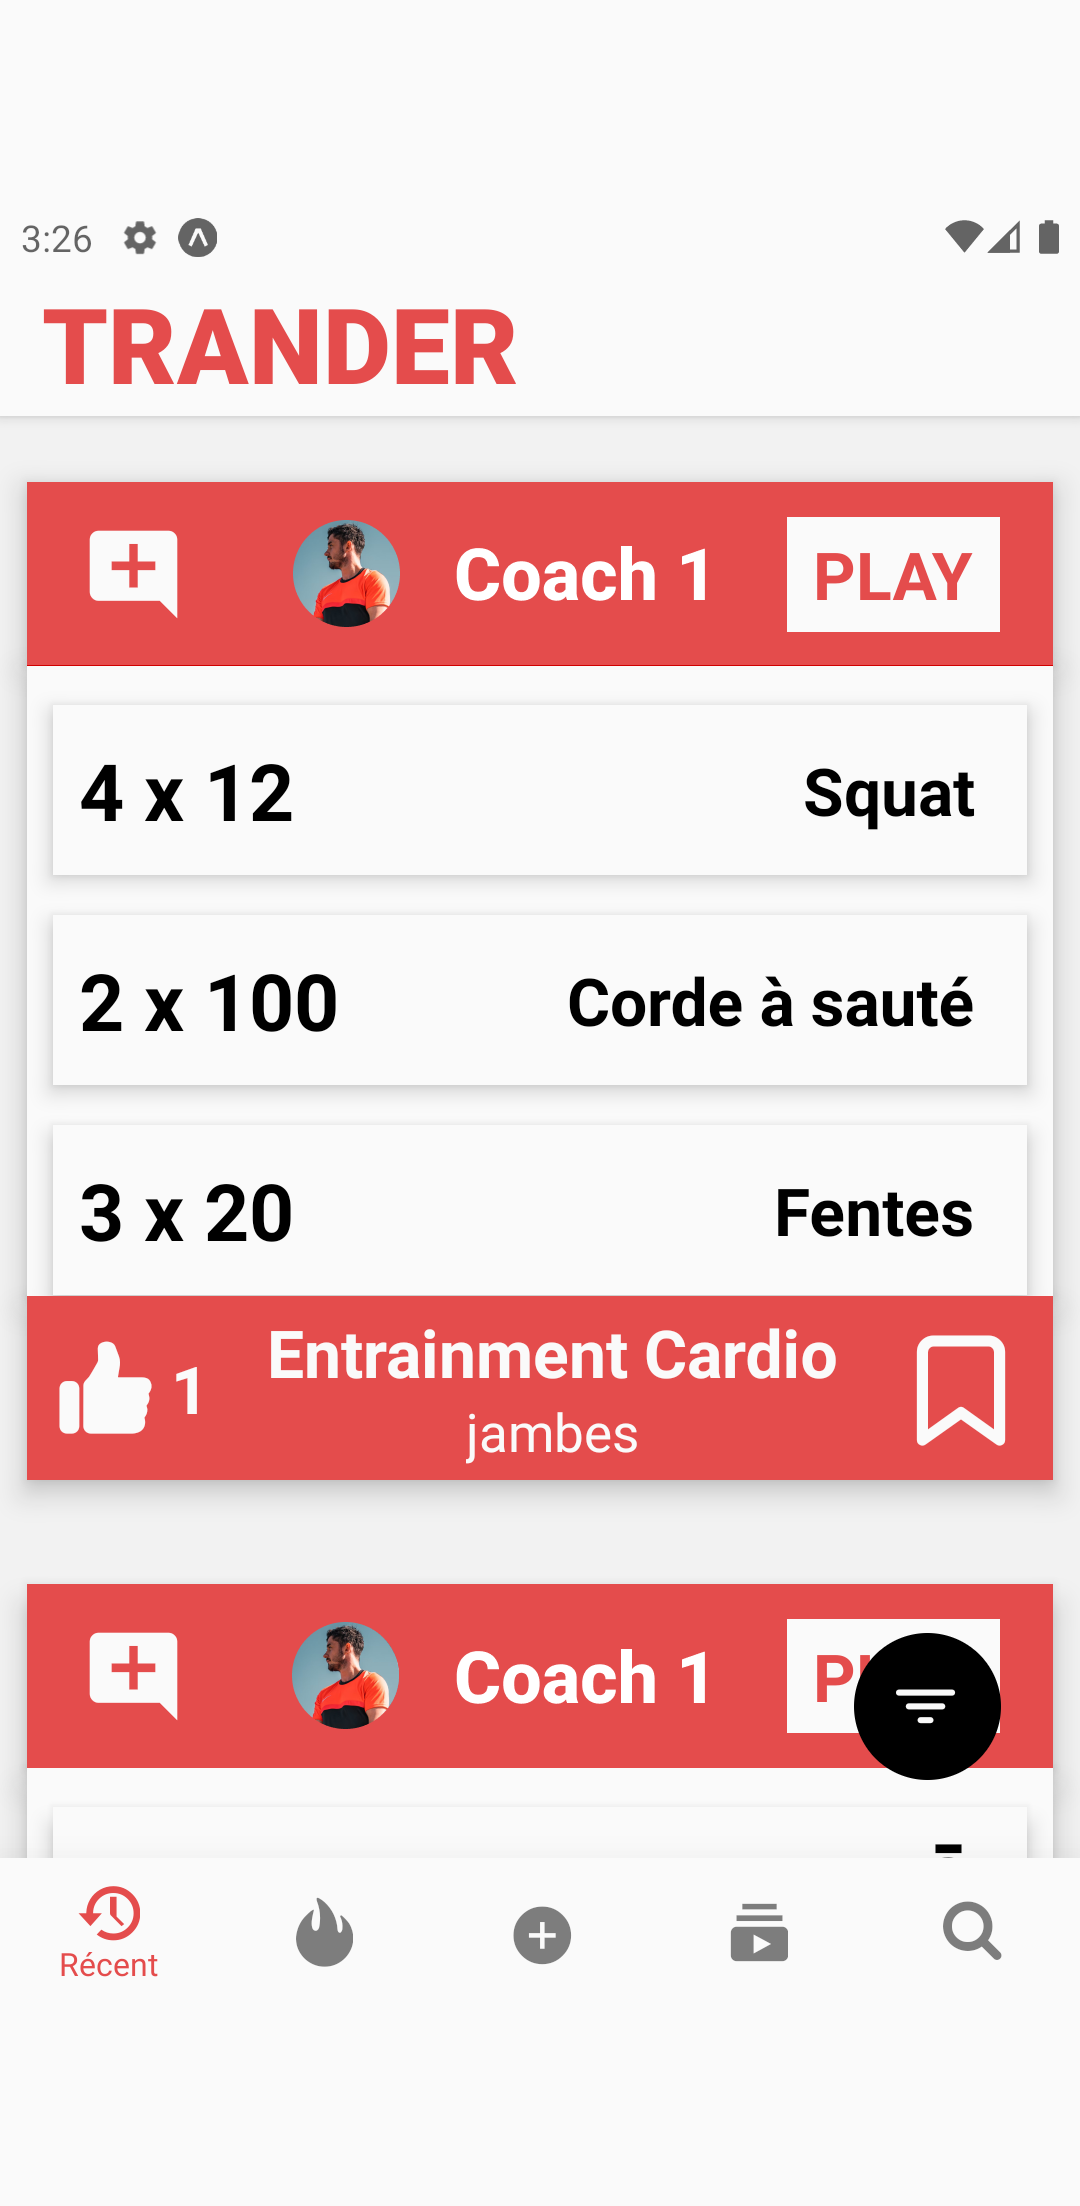 3:26
TRANDER
Coach 1 PLAY
4 x 12 Squat
2 x 100 Corde à sauté
3 x 20 Fentes
Entrainment Cardio
1
jambes
Coach 1
Récent